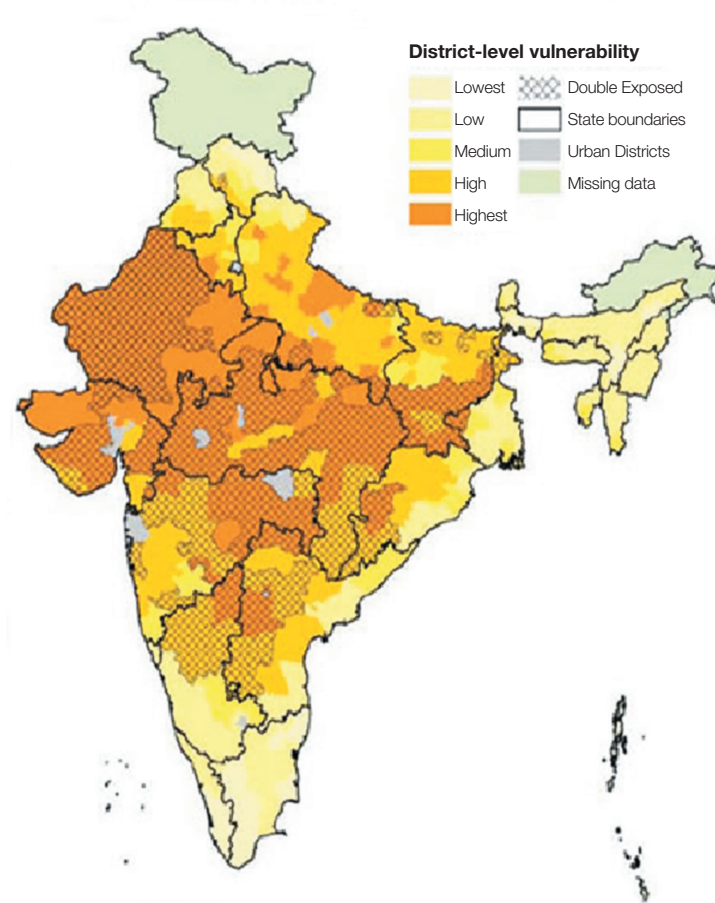 District-level vulnerability
Lowest
Double Exposed
Low
State boundaries
Medium
Urban Districts
High
Missing data
Highest